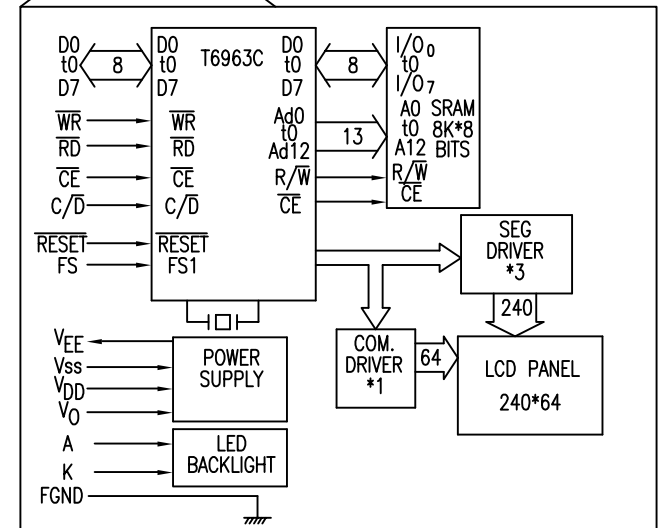 D0
t0
D7
8
D0
t0
D7
T6963C
D0
t0
D7
8
I/O0
t0
I/O7
WR
RD
CE
C/D
RESET
FS
WR
RD
CE
C/D
RESET
FS1
Ad0
t0
Ad12
R/W
CE
13
A0 SRAM
t0 8K*8
A12 BITS
R/W
CE
SEG
DRIVER
*3
240
COM.
DRIVER
*1
64
LCD PANEL
240*64
VEE
Vss
VDD
VO
POWER
SUPPLY
A
K
LED
BACKLIGHT
FGND